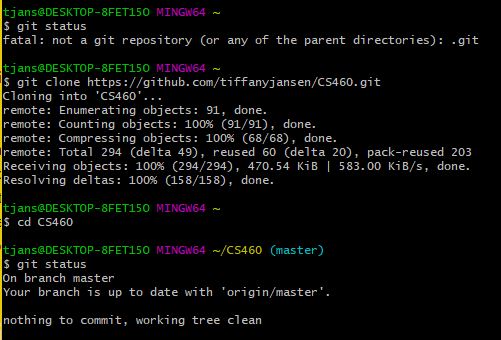 tjans@DESKTOP-8FET15O MINGW64 ~
$ git status
fatal: not a git repository (or any of the parent directories): .git
tjans@DESKTOP-8FET15O MINGW64 ~
$ git clone https://github.com/tiffanyjansen/CS460.git
Cloning into 'CS460'...
remote: Enumerating objects: 91, done.
remote: Counting objects: 100% (91/91), done.
remote: Compressing objects: 100% (68/68), done.
remote: Total 294 (delta 49), reused 60 (delta 20), pack-reused 203
Receiving objects: 100% (294/294), 470.54 KiB | 583.00 KiB/s, done.
Resolving deltas: 100% (158/158), done.
tjans@DESKTOP-8FET15O MINGW64 ~
$ cd CS460
tjans@DESKTOP-8FET15O MINGW64 ~/CS460 (master)
$ git status
On branch master
Your branch is up to date with 'origin/master'.
nothing to commit, working tree clean